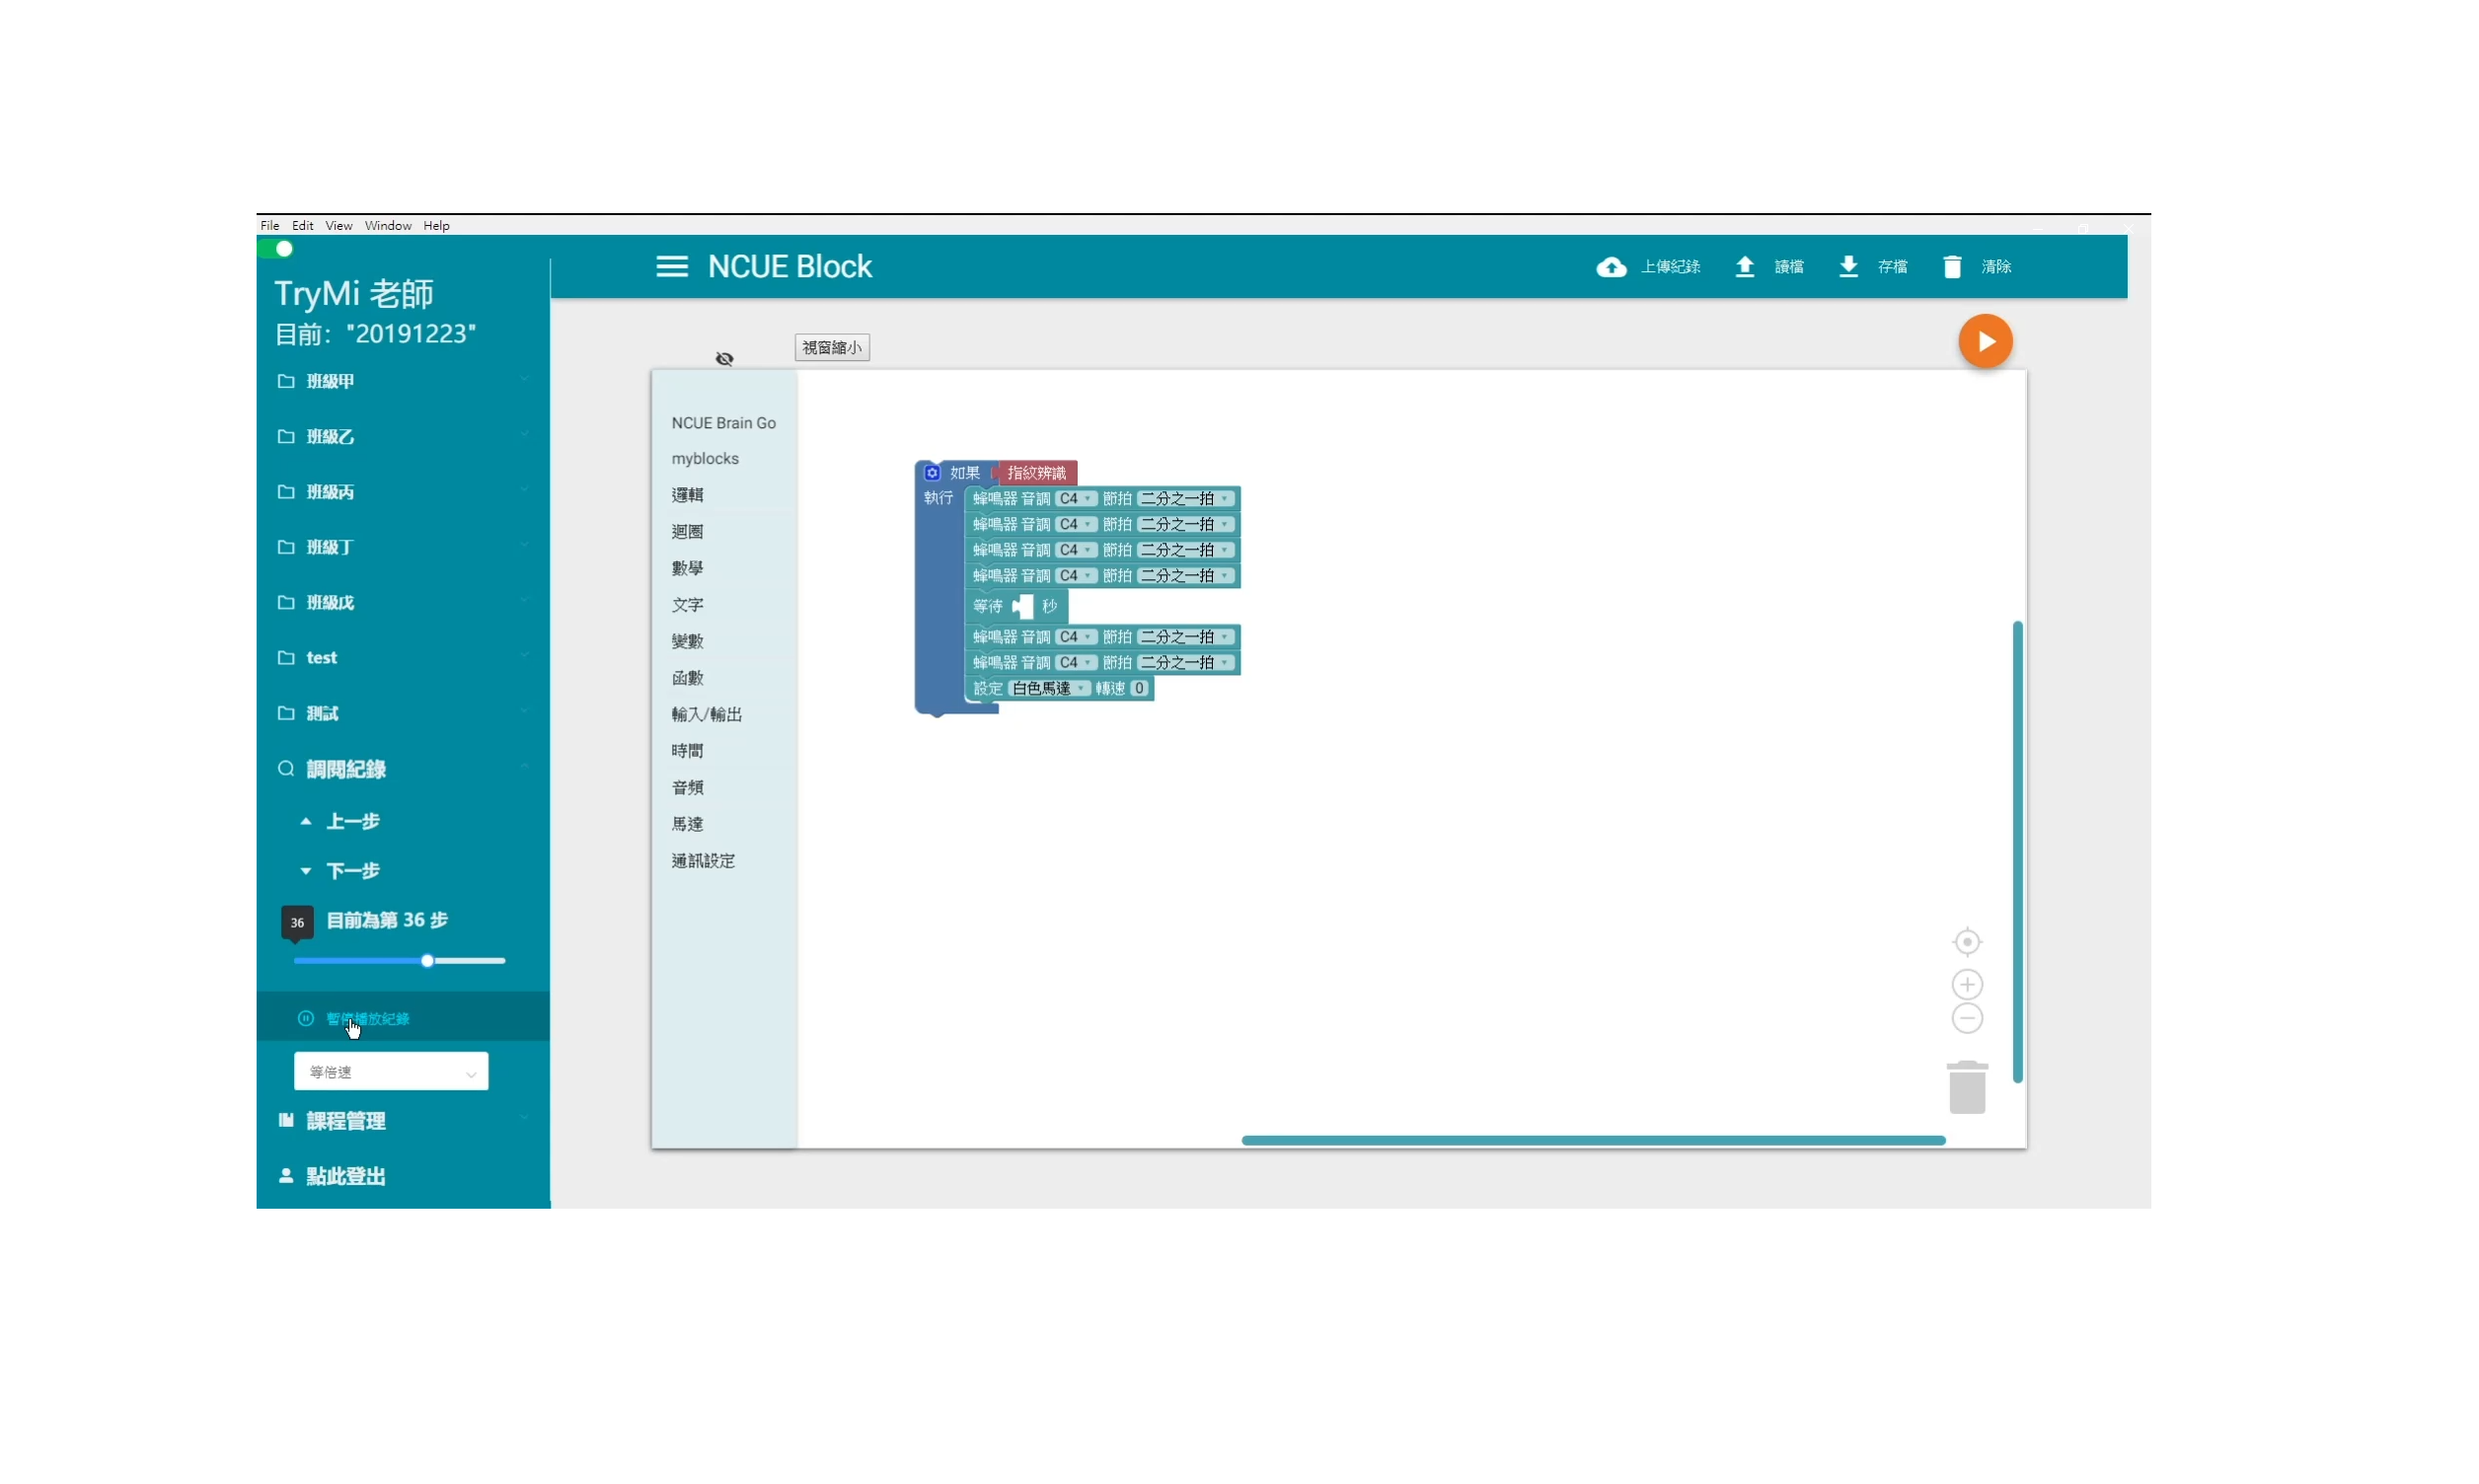 File Edit View Window Help
TryMi 老師
目前: "20191223"
班級甲
班級乙
班級丙
班級丁
班級戊
test
測試
調閱紀錄
上一步
下一步
36
目前為第 36 步
暫停播放紀錄
等倍速
課程管理
點此登出
NCUE Block
上傳紀錄 讀檔 存檔 清除
視窗縮小
NCUE Brain Go
myblocks
邏輯
迴圈
數學
文字
變數
函數
輸入/輸出
時間
音頻
馬達
通訊設定
如果 指紋辨識
執行 蜂鳴器 音調 C4 節拍 二分之一拍
蜂鳴器 音調 C4 節拍 二分之一拍
蜂鳴器 音調 C4 節拍 二分之一拍
蜂鳴器 音調 C4 節拍 二分之一拍
等待 秒
蜂鳴器 音調 C4 節拍 二分之一拍
蜂鳴器 音調 C4 節拍 二分之一拍
設定 白色馬達 轉速 0